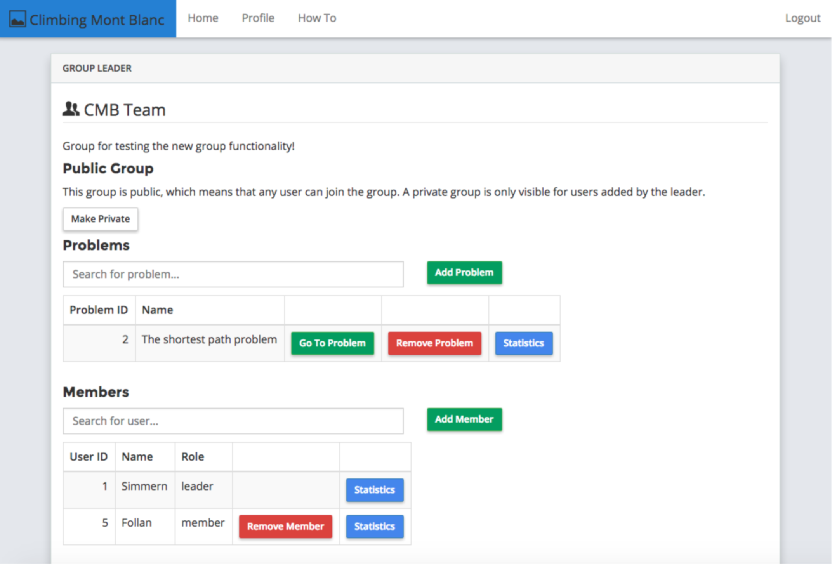 Climbing Mont Blanc Home Profile How To Logout
GROUP LEADER
CMB Team
Group for testing the new group functionality!
Public Group
This group is public, which means that any user can join the group. A private group is only visible for users added by the leader.
Make Private
Problems
Search for problem... Add Problem
Problem ID Name
2 The shortest path problem Go To Problem Remove Problem Statistics
Members
Search for user... Add Member
User ID Name Role
1 Simmern leader Statistics
5 Follan member Remove Member Statistics